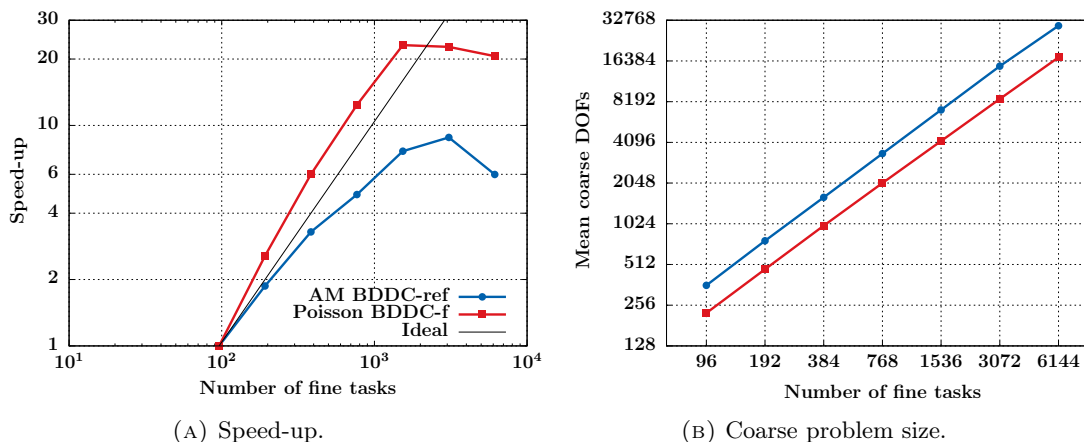 30
20
10
6
4
2
1
Speed-up
AM BDDC-ref
Poisson BDDC-f
Ideal
10^1 10^2 10^3 10^4
Number of fine tasks
(A) Speed-up.
32768
16384
8192
4096
2048
1024
512
256
128
Mean coarse DOFs
96 192 384 768 1536 3072 6144
Number of fine tasks
(B) Coarse problem size.